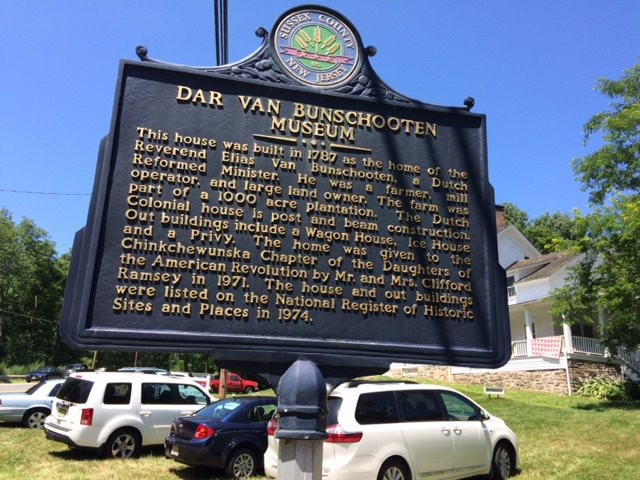 SUSSEX COUNTY
NEW JERSEY
DAR VAN BUNSCHOOTEN
MUSEUM
This house was built in 1787 as the home of the
Reverend Elias Van Bunschooten, a Dutch
Reformed Minister. He was a farmer, mill
operator, and large land owner. The farm was
part of a 1000 acre plantation. The Dutch
Colonial house is post and beam construction.
Out buildings include a Wagon House, Ice House
and a Privy. The home was given to the
Chinkchewunska Chapter of the Daughters of
the American Revolution by Mr. and Mrs. Clifford
Ramsey in 1971. The house and out buildings
were listed on the National Register of Historic
Sites and Places in 1974.